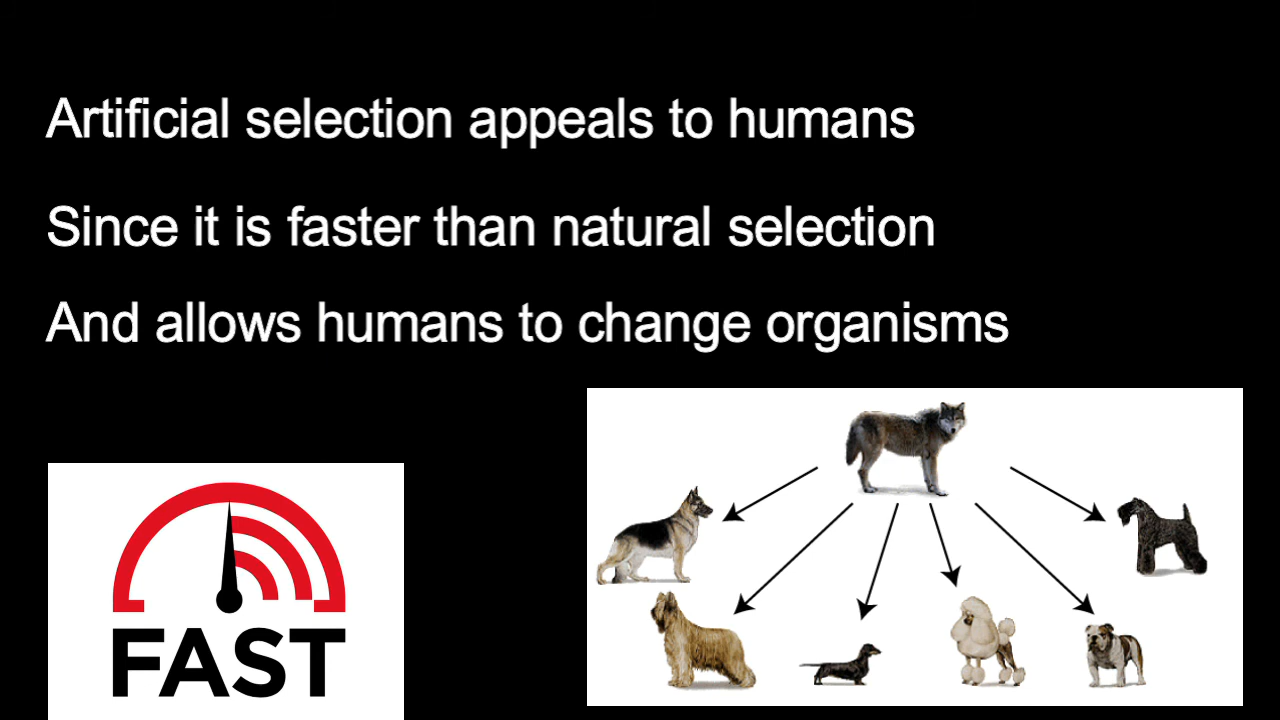 Artificial selection appeals to humans
Since it is faster than natural selection
And allows humans to change organisms
FAST